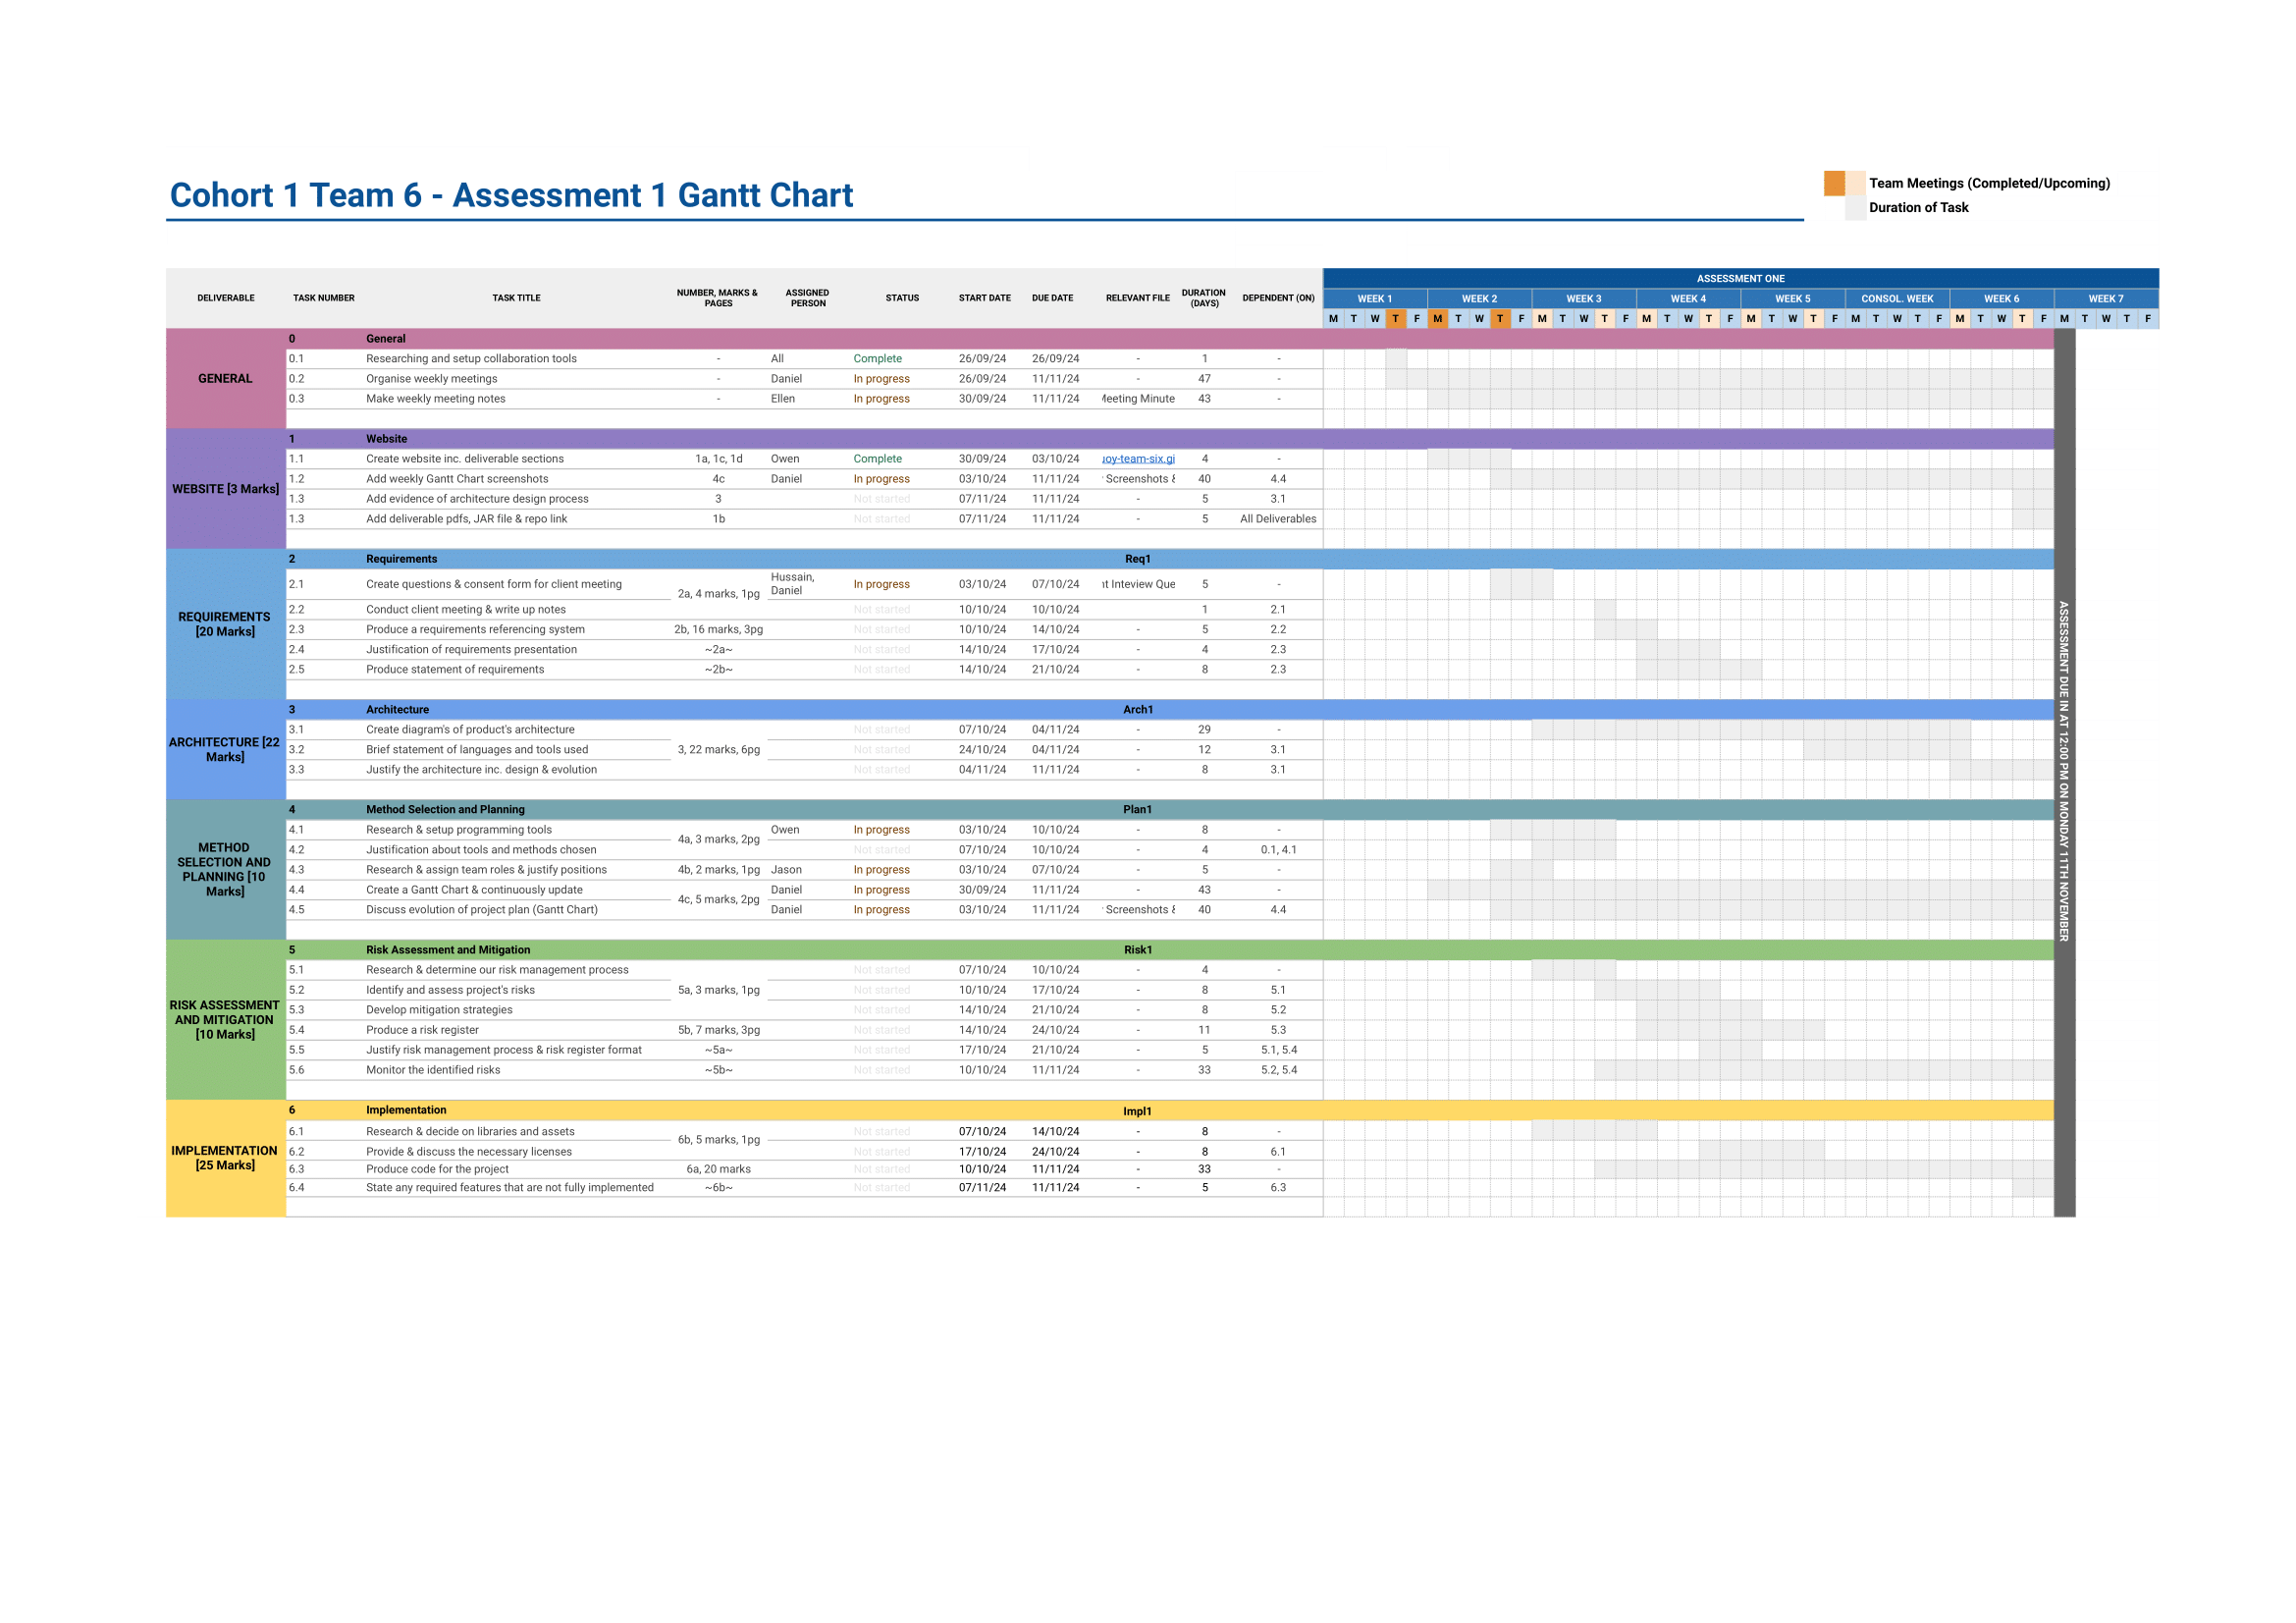 Cohort 1 Team 6 - Assessment 1 Gantt Chart
Team Meetings (Completed/Upcoming)
Duration of Task
ASSESSMENT ONE
DELIVERABLE TASK NUMBER TASK TITLE NUMBER, MARKS & PAGES ASSIGNED PERSON STATUS START DATE DUE DATE RELEVANT FILE DURATION (DAYS) DEPENDENT (ON) WEEK 1 WEEK 2 WEEK 3 WEEK 4 WEEK 5 CONSOL. WEEK WEEK 6 WEEK 7
M T W T F M T W T F M T W T F M T W T F M T W T F M T W T F M T W T F M T W T F
GENERAL
0 General
0.1 Researching and setup collaboration tools - All Complete 26/09/24 26/09/24 - 1 -
0.2 Organise weekly meetings - Daniel In progress 26/09/24 11/11/24 - 47 -
0.3 Make weekly meeting notes - Ellen In progress 30/09/24 11/11/24 Meeting Minute 43 -
WEBSITE [3 Marks]
1 Website
1.1 Create website inc. deliverable sections 1a, 1c, 1d Owen Complete 30/09/24 03/10/24 oy-team-six.gi 4 -
1.2 Add weekly Gantt Chart screenshots 4c Daniel In progress 03/10/24 11/11/24 Screenshots & 40 4.4
1.3 Add evidence of architecture design process 3 Not started 07/11/24 11/11/24 - 5 3.1
1.3 Add deliverable pdfs, JAR file & repo link 1b Not started 07/11/24 11/11/24 - 5 All Deliverables
REQUIREMENTS [20 Marks]
2 Requirements Req1
2.1 Create questions & consent form for client meeting 2a, 4 marks, 1pg Hussain, Daniel In progress 03/10/24 07/10/24 nt Inteview Que 5 -
2.2 Conduct client meeting & write up notes Not started 10/10/24 10/10/24 1 2.1
2.3 Produce a requirements referencing system 2b, 16 marks, 3pg Not started 10/10/24 14/10/24 - 5 2.2
2.4 Justification of requirements presentation ~2a~ Not started 14/10/24 17/10/24 - 4 2.3
2.5 Produce statement of requirements ~2b~ Not started 14/10/24 21/10/24 - 8 2.3
ARCHITECTURE [22 Marks]
3 Architecture Arch1
3.1 Create diagram's of product's architecture Not started 07/10/24 04/11/24 - 29 -
3.2 Brief statement of languages and tools used 3, 22 marks, 6pg Not started 24/10/24 04/11/24 - 12 3.1
3.3 Justify the architecture inc. design & evolution Not started 04/11/24 11/11/24 - 8 3.1
METHOD SELECTION AND PLANNING [10 Marks]
4 Method Selection and Planning Plan1
4.1 Research & setup programming tools 4a, 3 marks, 2pg Owen In progress 03/10/24 10/10/24 - 8 -
4.2 Justification about tools and methods chosen Not started 07/10/24 10/10/24 - 4 0.1, 4.1
4.3 Research & assign team roles & justify positions 4b, 2 marks, 1pg Jason In progress 03/10/24 07/10/24 - 5 -
4.4 Create a Gantt Chart & continuously update 4c, 5 marks, 2pg Daniel In progress 30/09/24 11/11/24 - 43 -
4.5 Discuss evolution of project plan (Gantt Chart) Daniel In progress 03/10/24 11/11/24 Screenshots & 40 4.4
RISK ASSESSMENT AND MITIGATION [10 Marks]
5 Risk Assessment and Mitigation Risk1
5.1 Research & determine our risk management process Not started 07/10/24 10/10/24 - 4 -
5.2 Identify and assess project's risks 5a, 3 marks, 1pg Not started 10/10/24 17/10/24 - 8 5.1
5.3 Develop mitigation strategies Not started 14/10/24 21/10/24 - 8 5.2
5.4 Produce a risk register 5b, 7 marks, 3pg Not started 14/10/24 24/10/24 - 11 5.3
5.5 Justify risk management process & risk register format ~5a~ Not started 17/10/24 21/10/24 - 5 5.1, 5.4
5.6 Monitor the identified risks ~5b~ Not started 10/10/24 11/11/24 - 33 5.2, 5.4
IMPLEMENTATION [25 Marks]
6 Implementation Impl1
6.1 Research & decide on libraries and assets 6b, 5 marks, 1pg Not started 07/10/24 14/10/24 - 8 -
6.2 Provide & discuss the necessary licenses Not started 17/10/24 24/10/24 - 8 6.1
6.3 Produce code for the project 6a, 20 marks Not started 10/10/24 11/11/24 - 33 -
6.4 State any required features that are not fully implemented ~6b~ Not started 07/11/24 11/11/24 - 5 6.3
ASSESSMENT DUE IN AT 12:00 PM ON MONDAY 11TH NOVEMBER